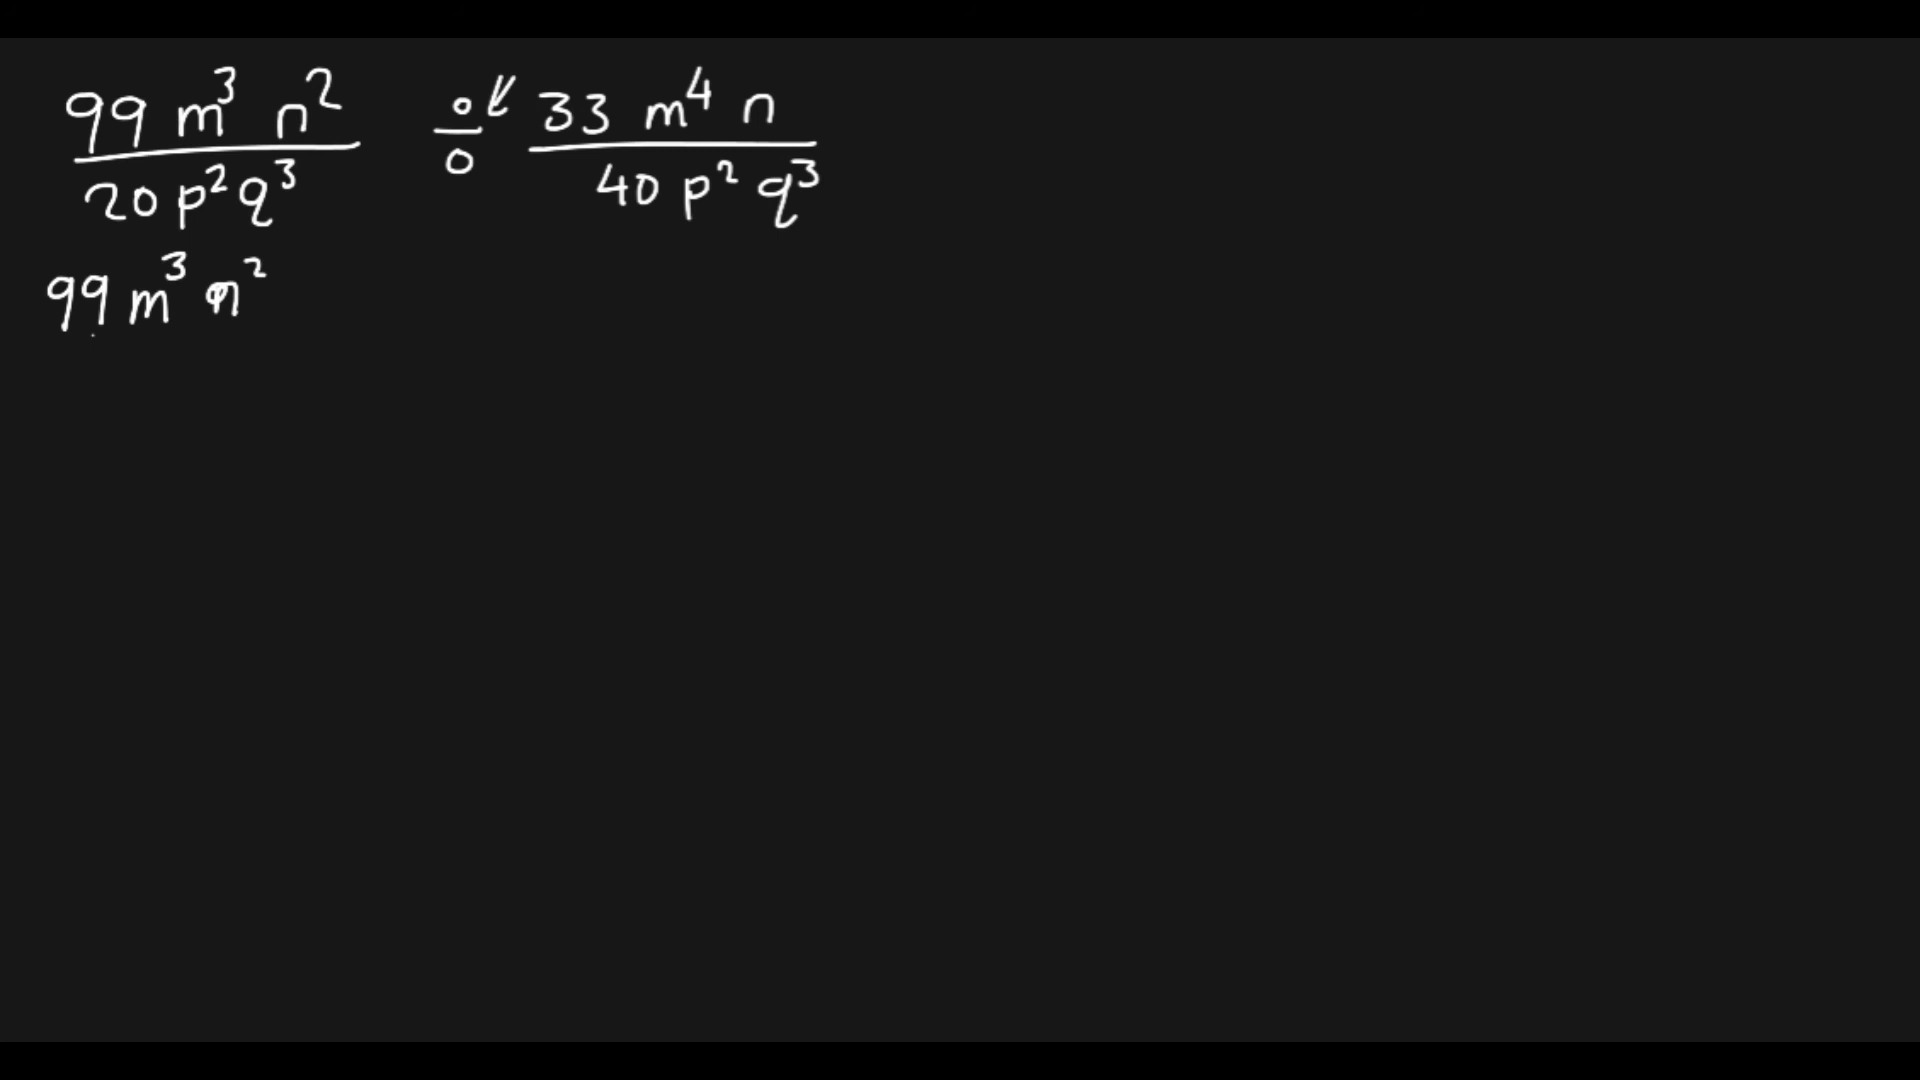 99 m³ n² ÷ 33 m⁴ n
20 p² q³ 40 p² q³
99 m³ n²